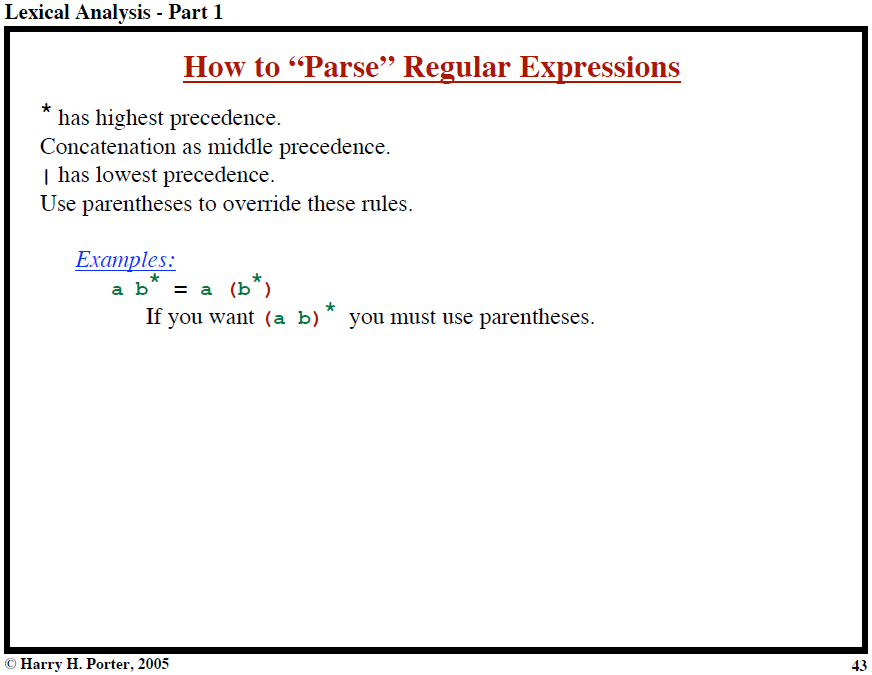 Lexical Analysis - Part 1
How to “Parse” Regular Expressions
* has highest precedence.
Concatenation as middle precedence.
| has lowest precedence.
Use parentheses to override these rules.
Examples:
a b* = a (b*)
If you want (a b)* you must use parentheses.
© Harry H. Porter, 2005
43